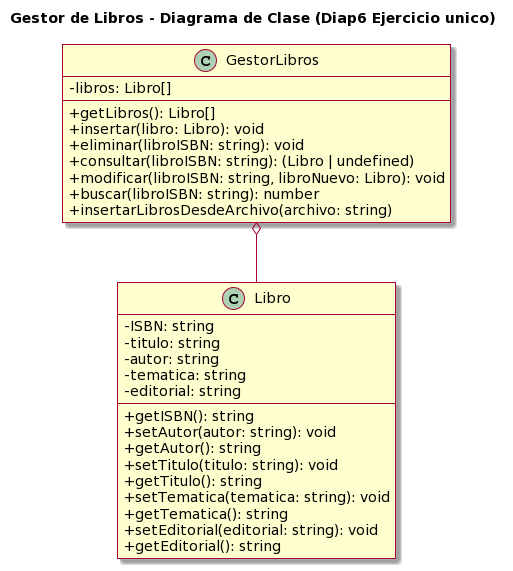 Gestor de Libros - Diagrama de Clase (Diap6 Ejercicio unico)
C GestorLibros
-libros: Libro[]
+getLibros(): Libro[]
+insertar(libro: Libro): void
+eliminar(libroISBN: string): void
+consultar(libroISBN: string): (Libro | undefined)
+modificar(libroISBN: string, libroNuevo: Libro): void
+buscar(libroISBN: string): number
+insertarLibrosDesdeArchivo(archivo: string)
C Libro
-ISBN: string
-titulo: string
-autor: string
-tematica: string
-editorial: string
+getISBN(): string
+setAutor(autor: string): void
+getAutor(): string
+setTitulo(titulo: string): void
+getTitulo(): string
+setTematica(tematica: string): void
+getTematica(): string
+setEditorial(editorial: string): void
+getEditorial(): string